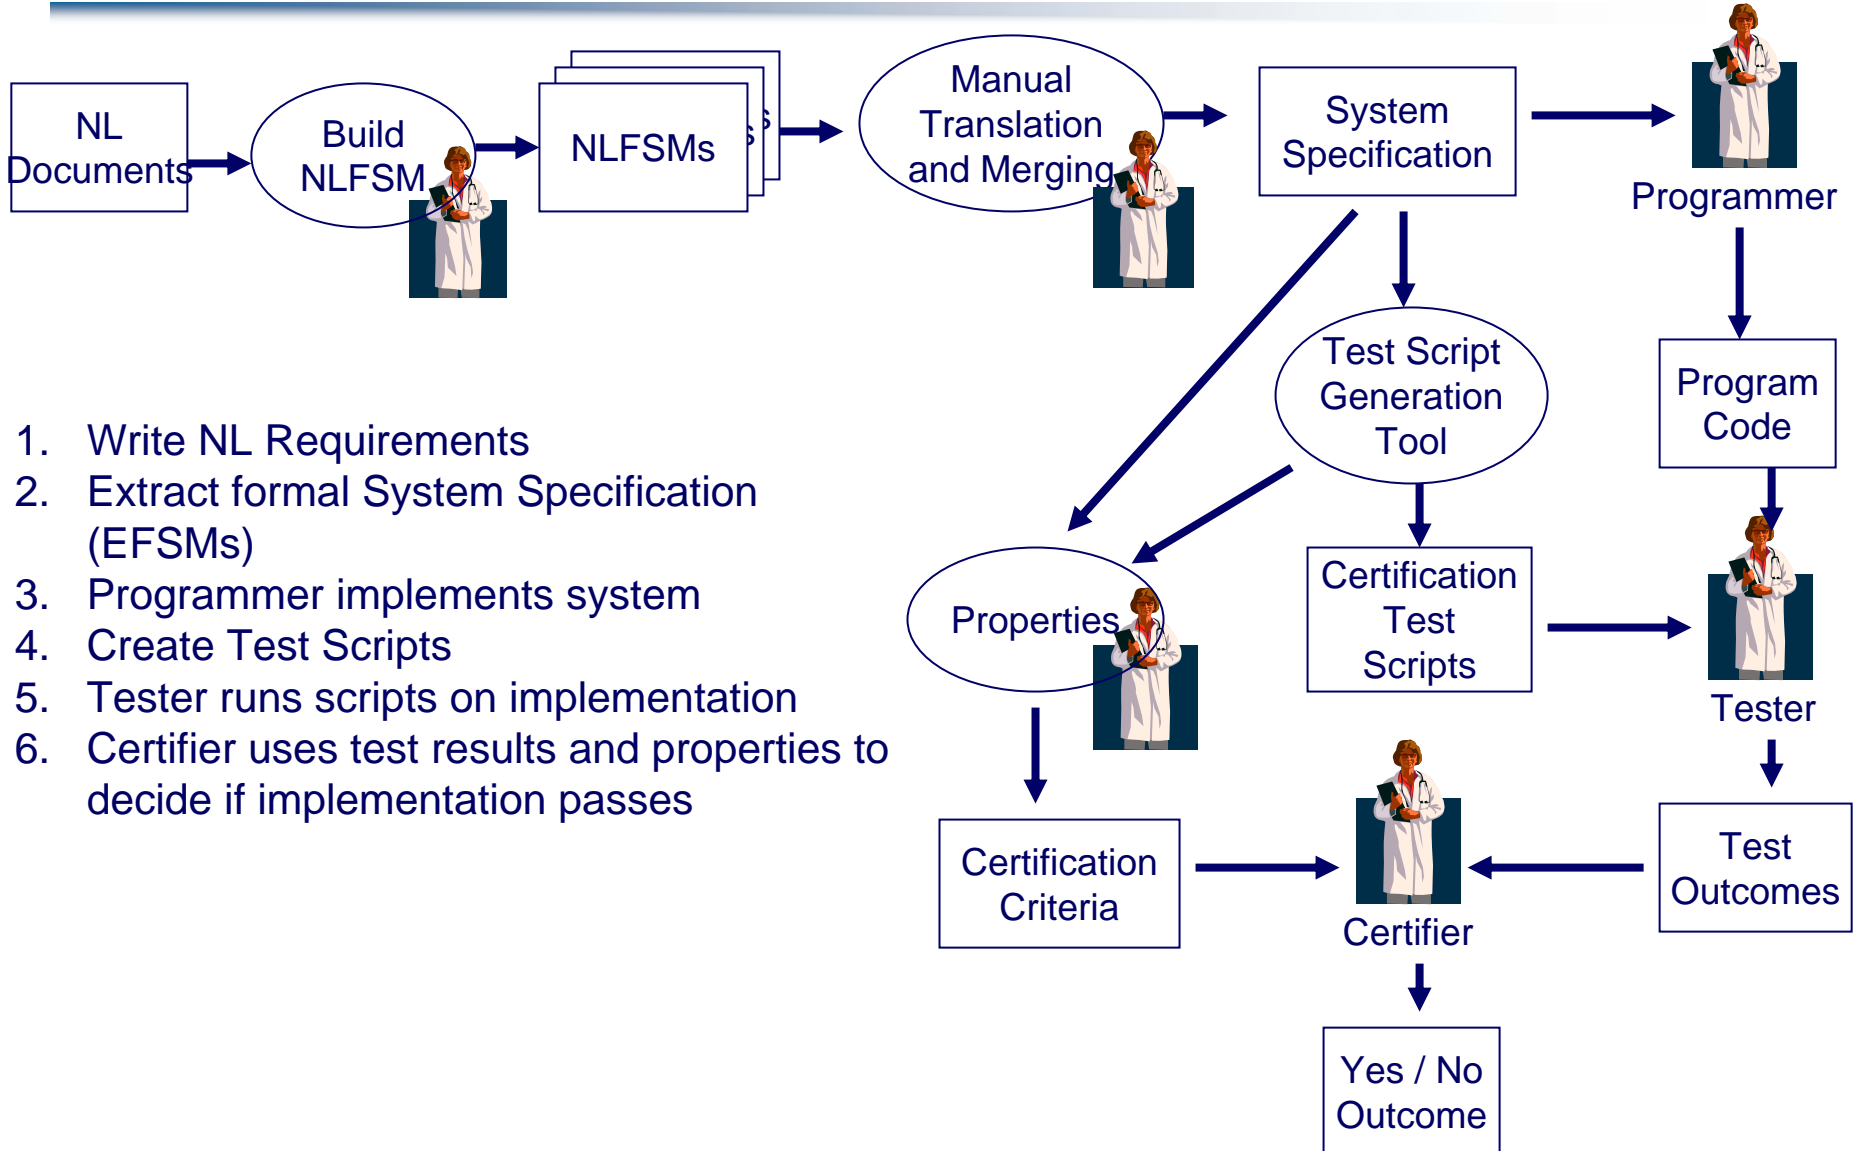 NL
Documents
Build
NLFSM
NLFSMs
s
s
Manual
Translation
and Merging
System
Specification
Programmer
Test Script
Generation
Tool
Program
Code
1. Write NL Requirements
2. Extract formal System Specification
(EFSMs)
3. Programmer implements system
4. Create Test Scripts
5. Tester runs scripts on implementation
6. Certifier uses test results and properties to
decide if implementation passes
Properties
Certification
Test
Scripts
Tester
Certification
Criteria
Certifier
Test
Outcomes
Yes / No
Outcome